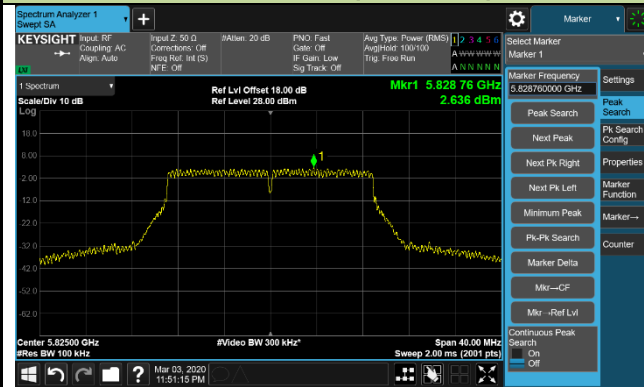 Spectrum Analyzer 1
Swept SA
+
Marker
KEYSIGHT
Input: RF
Coupling: AC
Align: Auto
Input Z: 50 Ω
Corrections: Off
Freq Ref: Int (S)
NFE: Off
#Atten: 20 dB
PNO: Fast
Gate: Off
IF Gain: Low
Sig Track: Off
Avg Type: Power (RMS)
Avg|Hold: 100/100
Trig: Free Run
1 2 3 4 5 6
A W W W W W
A N N N N N
LXI
Select Marker
Marker 1
1 Spectrum
Scale/Div 10 dB
Log
Ref Lvl Offset 18.00 dB
Ref Level 28.00 dBm
Mkr1 5.828 76 GHz
2.636 dBm
18.0
8.00
-2.00
-12.0
-22.0
-32.0
-42.0
-52.0
-62.0
1
Center 5.82500 GHz
#Res BW 100 kHz
#Video BW 300 kHz*
Span 40.00 MHz
Sweep 2.00 ms (2001 pts)
Marker Frequency
5.828760000 GHz
Peak Search
Next Peak
Next Pk Right
Next Pk Left
Minimum Peak
Pk-Pk Search
Marker Delta
Mkr→CF
Mkr→Ref Lvl
Continuous Peak
Search
On
Off
Settings
Peak
Search
Pk Search
Config
Properties
Marker
Function
Marker→
Counter
?
Mar 03, 2020
11:51:15 PM